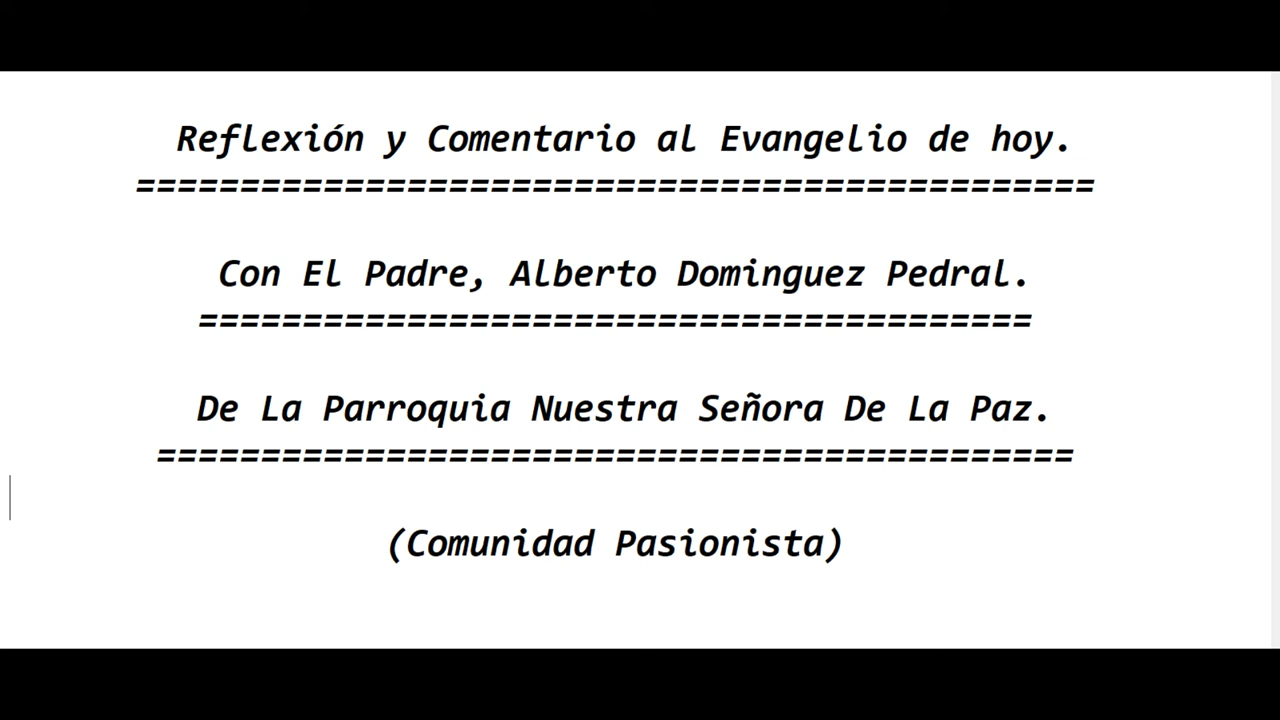 Reflexión y Comentario al Evangelio de hoy.
==============================================
Con El Padre, Alberto Dominguez Pedral.
========================================
De La Parroquia Nuestra Señora De La Paz.
============================================
(Comunidad Pasionista)